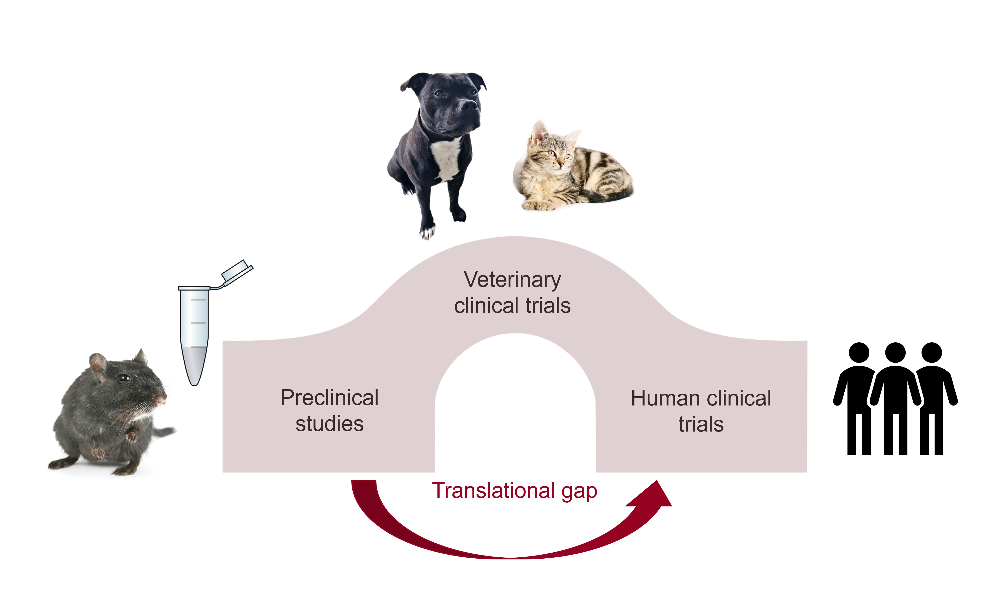 Veterinary
clinical trials
Preclinical
studies
Human clinical
trials
Translational gap